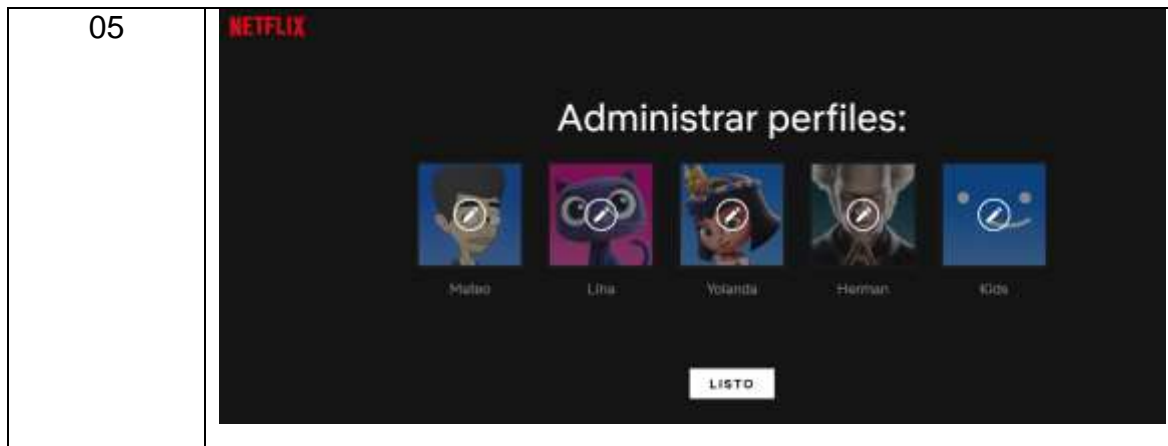 05
NETFLIX
Administrar perfiles:
Mateo
Lina
Yolanda
Herman
Kids
LISTO